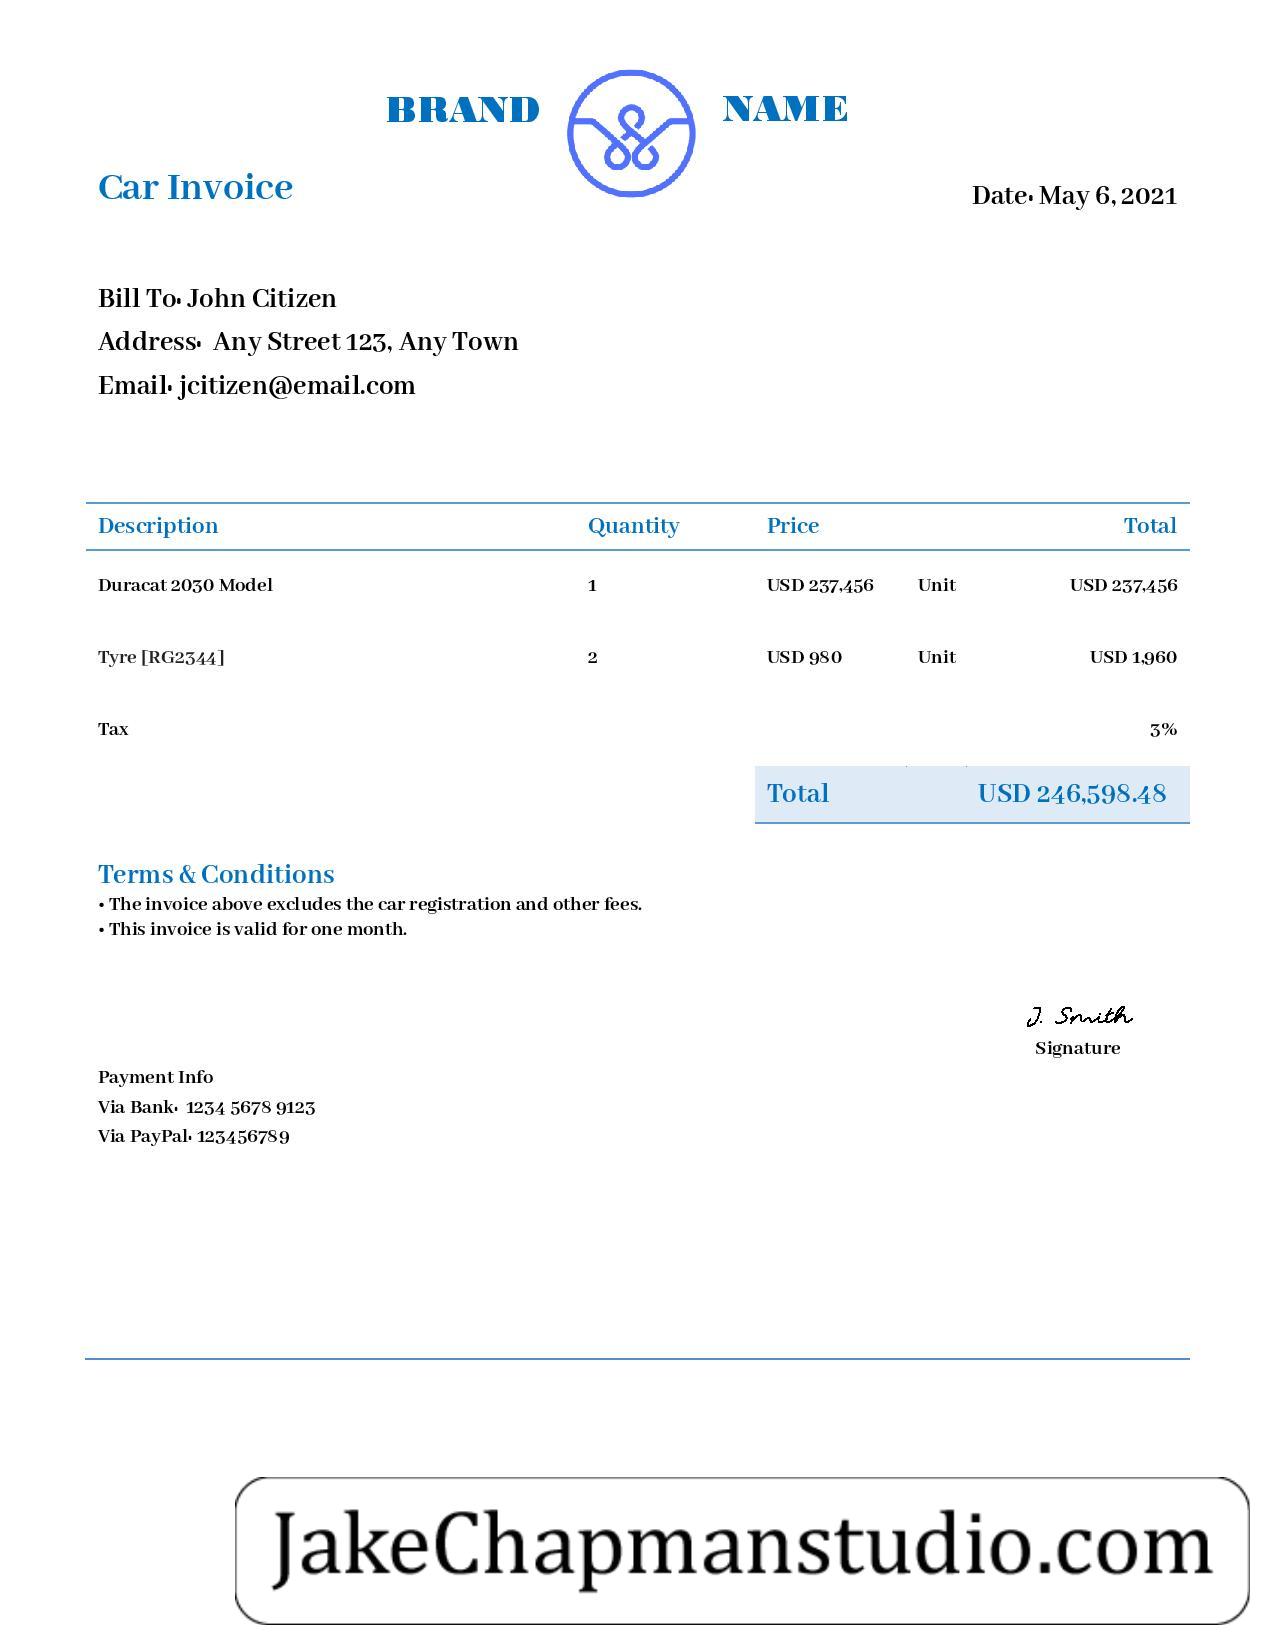 BRAND NAME
Car Invoice
Date: May 6, 2021
Bill To: John Citizen
Address: Any Street 123, Any Town
Email: jcitizen@email.com
Description Quantity Price Total
Duracat 2030 Model 1 USD 237,456 Unit USD 237,456
Tyre [RG2344] 2 USD 980 Unit USD 1,960
Tax 3%
Total USD 246,598.48
Terms & Conditions
• The invoice above excludes the car registration and other fees.
• This invoice is valid for one month.
J. Smith
Signature
Payment Info
Via Bank: 1234 5678 9123
Via PayPal: 123456789
JakeChapmanstudio.com